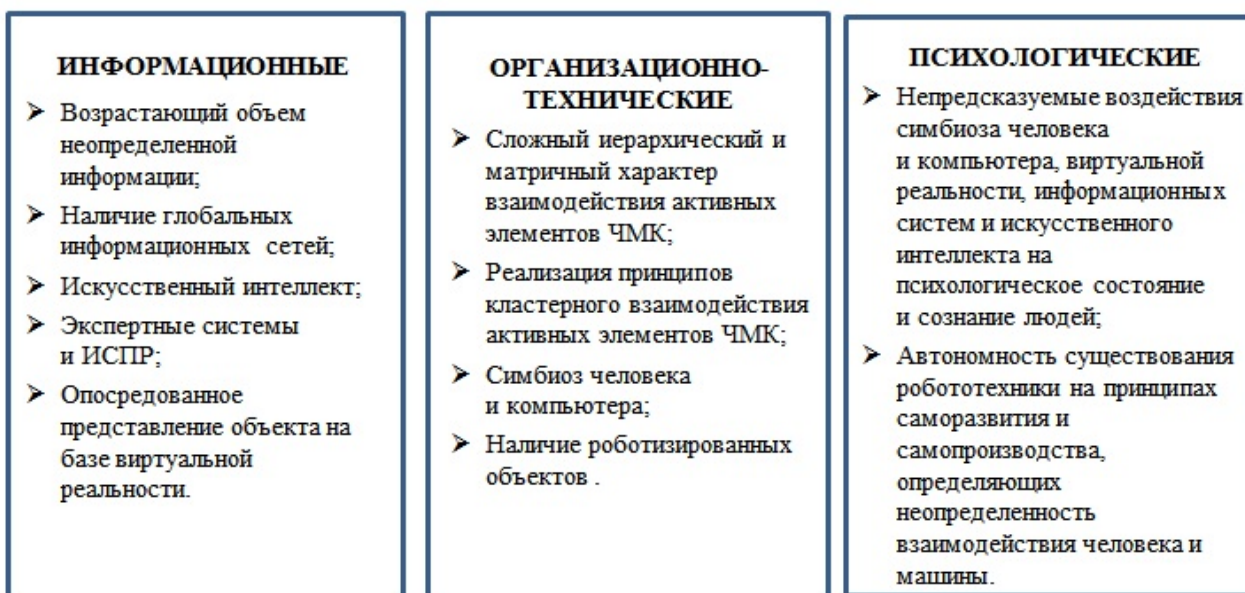 ИНФОРМАЦИОННЫЕ
➤ Возрастающий объем
неопределенной
информации;
➤ Наличие глобальных
информационных сетей;
➤ Искусственный интеллект;
➤ Экспертные системы
и ИСПР;
➤ Опосредованное
представление объекта на
базе виртуальной
реальности.
ОРГАНИЗАЦИОННО-
ТЕХНИЧЕСКИЕ
➤ Сложный иерархический и
матричный характер
взаимодействия активных
элементов ЧМК;
➤ Реализация принципов
кластерного взаимодействия
активных элементов ЧМК;
➤ Симбиоз человека
и компьютера;
➤ Наличие роботизированных
объектов .
ПСИХОЛОГИЧЕСКИЕ
➤ Непредсказуемые воздействия
симбиоза человека
и компьютера, виртуальной
реальности, информационных
систем и искусственного
интеллекта на
психологическое состояние
и сознание людей;
➤ Автономность существования
робототехники на принципах
саморазвития и
самопроизводства,
определяющих
неопределенность
взаимодействия человека и
машины.